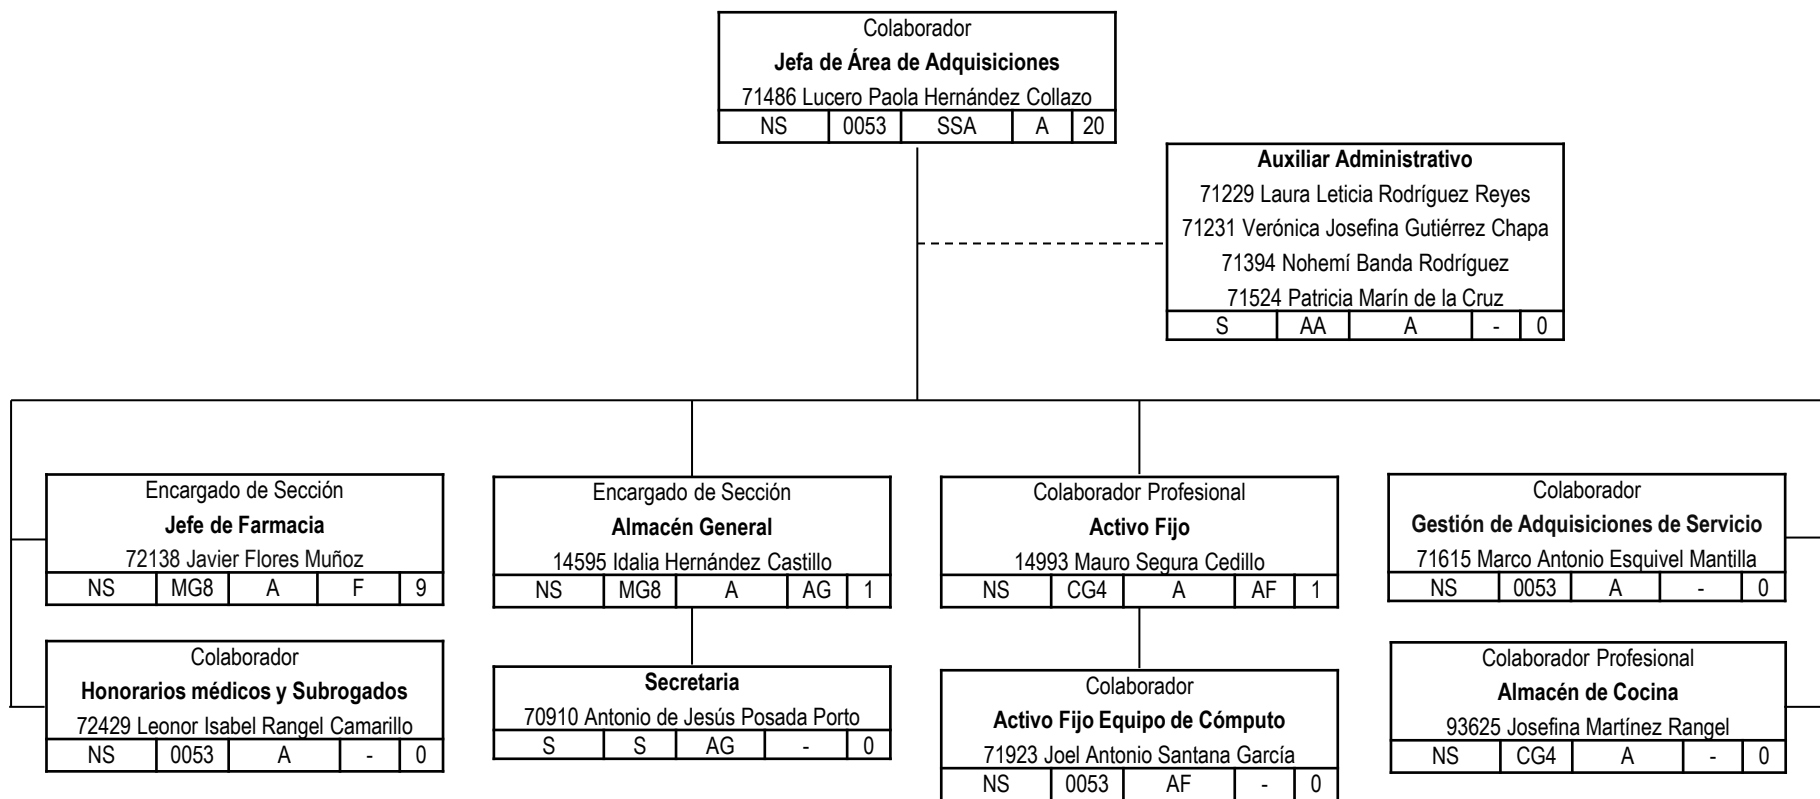 Colaborador
Jefa de Área de Adquisiciones
71486 Lucero Paola Hernández Collazo
NS 0053 SSA A 20
Auxiliar Administrativo
71229 Laura Leticia Rodríguez Reyes
71231 Verónica Josefina Gutiérrez Chapa
71394 Nohemí Banda Rodríguez
71524 Patricia Marín de la Cruz
S AA A - 0
Encargado de Sección
Jefe de Farmacia
72138 Javier Flores Muñoz
NS MG8 A F 9
Encargado de Sección
Almacén General
14595 Idalia Hernández Castillo
NS MG8 A AG 1
Colaborador Profesional
Activo Fijo
14993 Mauro Segura Cedillo
NS CG4 A AF 1
Colaborador
Gestión de Adquisiciones de Servicio
71615 Marco Antonio Esquivel Mantilla
NS 0053 A - 0
Colaborador
Honorarios médicos y Subrogados
72429 Leonor Isabel Rangel Camarillo
NS 0053 A - 0
Secretaria
70910 Antonio de Jesús Posada Porto
S S AG - 0
Colaborador
Activo Fijo Equipo de Cómputo
71923 Joel Antonio Santana García
NS 0053 AF - 0
Colaborador Profesional
Almacén de Cocina
93625 Josefina Martínez Rangel
NS CG4 A - 0